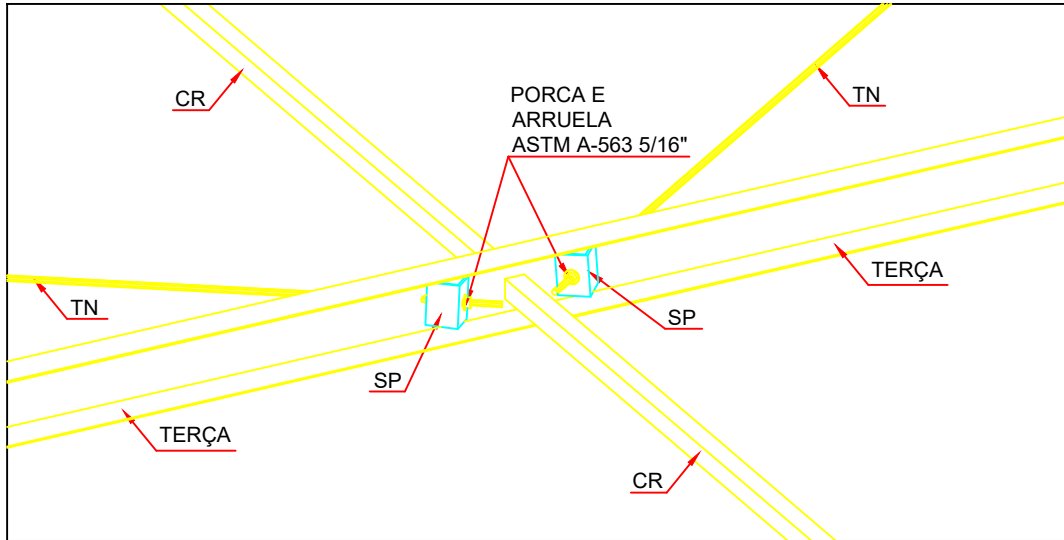 CR
PORCA E
ARRUELA
ASTM A-563 5/16"
TN
TERÇA
TN
SP
SP
TERÇA
CR